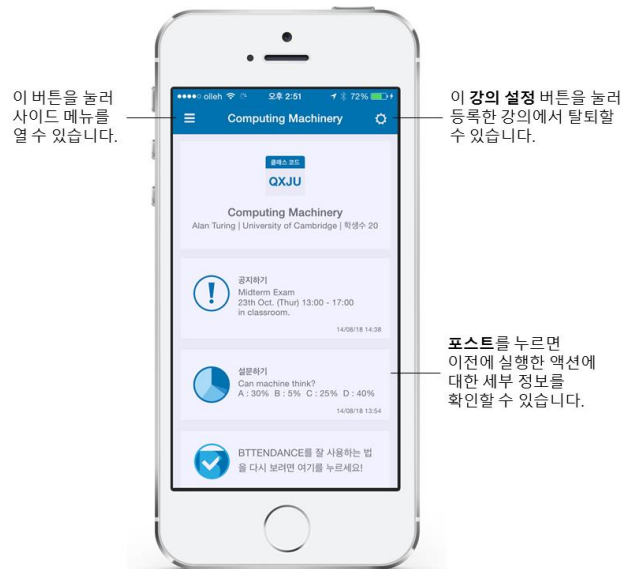 이 버튼을 눌러
사이드 메뉴를
열 수 있습니다.
olleh 오후 2:51 72%
Computing Machinery
클래스 코드
QXJU
Computing Machinery
Alan Turing | University of Cambridge | 학생수 20
공지하기
Midterm Exam
23th Oct. (Thur) 13:00 - 17:00
in classroom.
14/08/18 14:38
설문하기
Can machine think?
A : 30% B : 5% C : 25% D : 40%
14/08/18 13:54
BTTENDANCE를 잘 사용하는 법
을 다시 보려면 여기를 누르세요!
이 강의 설정 버튼을 눌러
등록한 강의에서 탈퇴할
수 있습니다.
포스트를 누르면
이전에 실행한 액션에
대한 세부 정보를
확인할 수 있습니다.